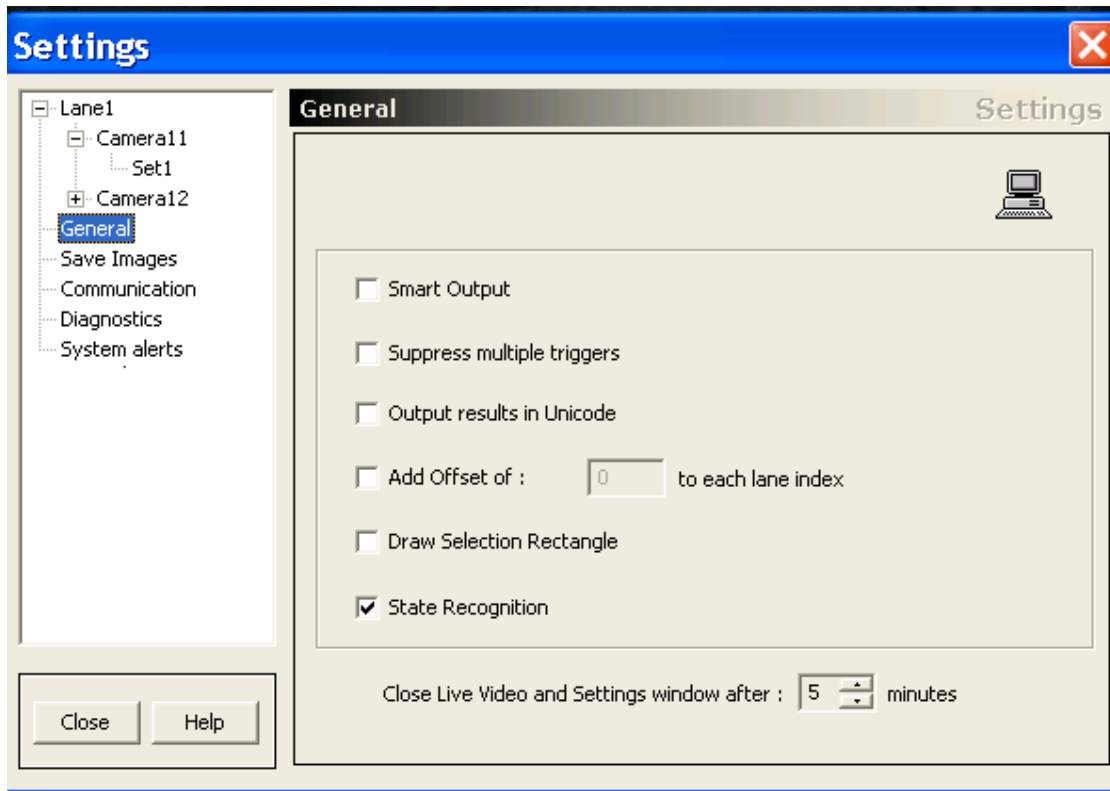 Settings
Lane1
Camera11
Set1
Camera12
General
Save Images
Communication
Diagnostics
System alerts
Close
Help
General
Settings
Smart Output
Suppress multiple triggers
Output results in Unicode
Add Offset of : 0 to each lane index
Draw Selection Rectangle
State Recognition
Close Live Video and Settings window after : 5 minutes